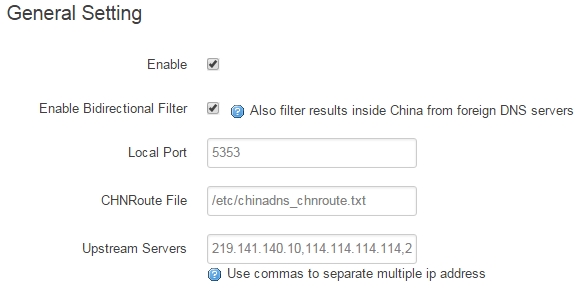 General Setting
Enable
Enable Bidirectional Filter Also filter results inside China from foreign DNS servers
Local Port 5353
CHNRoute File /etc/chinadns_chnroute.txt
Upstream Servers 219.141.140.10,114.114.114.114,2
Use commas to separate multiple ip address